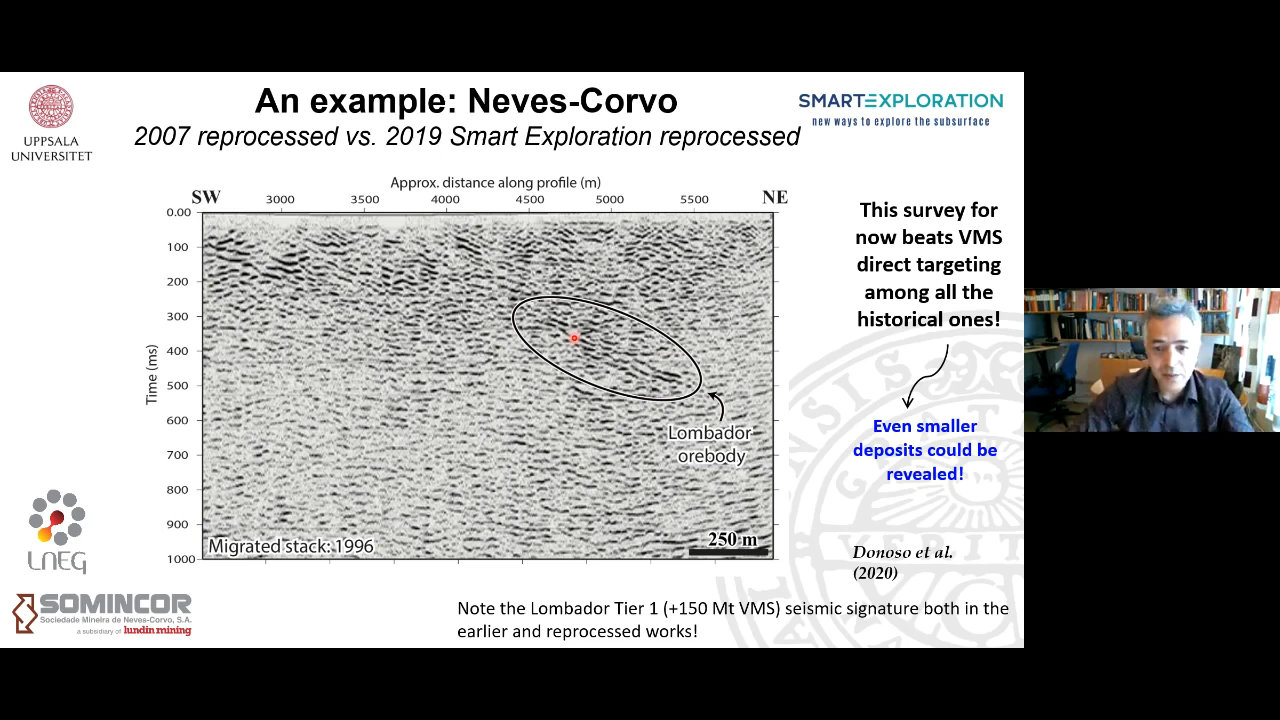 An example: Neves-Corvo
2007 reprocessed vs. 2019 Smart Exploration reprocessed
UPPSALA
UNIVERSITET
SMARTEXPLORATION
new ways to explore the subsurface
Approx. distance along profile (m)
SW
3000
3500
4000
4500
5000
5500
NE
Time (ms)
0.00
100
200
300
400
500
600
700
800
900
1000
Lombador
orebody
Migrated stack: 1996
250 m
This survey for
now beats VMS
direct targeting
among all the
historical ones!
Even smaller
deposits could be
revealed!
Donoso et al.
(2020)
LNEG
SOMINCOR
Sociedade Mineira de Neves-Corvo, S.A.
a subsidiary of lundin mining
Note the Lombador Tier 1 (+150 Mt VMS) seismic signature both in the
earlier and reprocessed works!